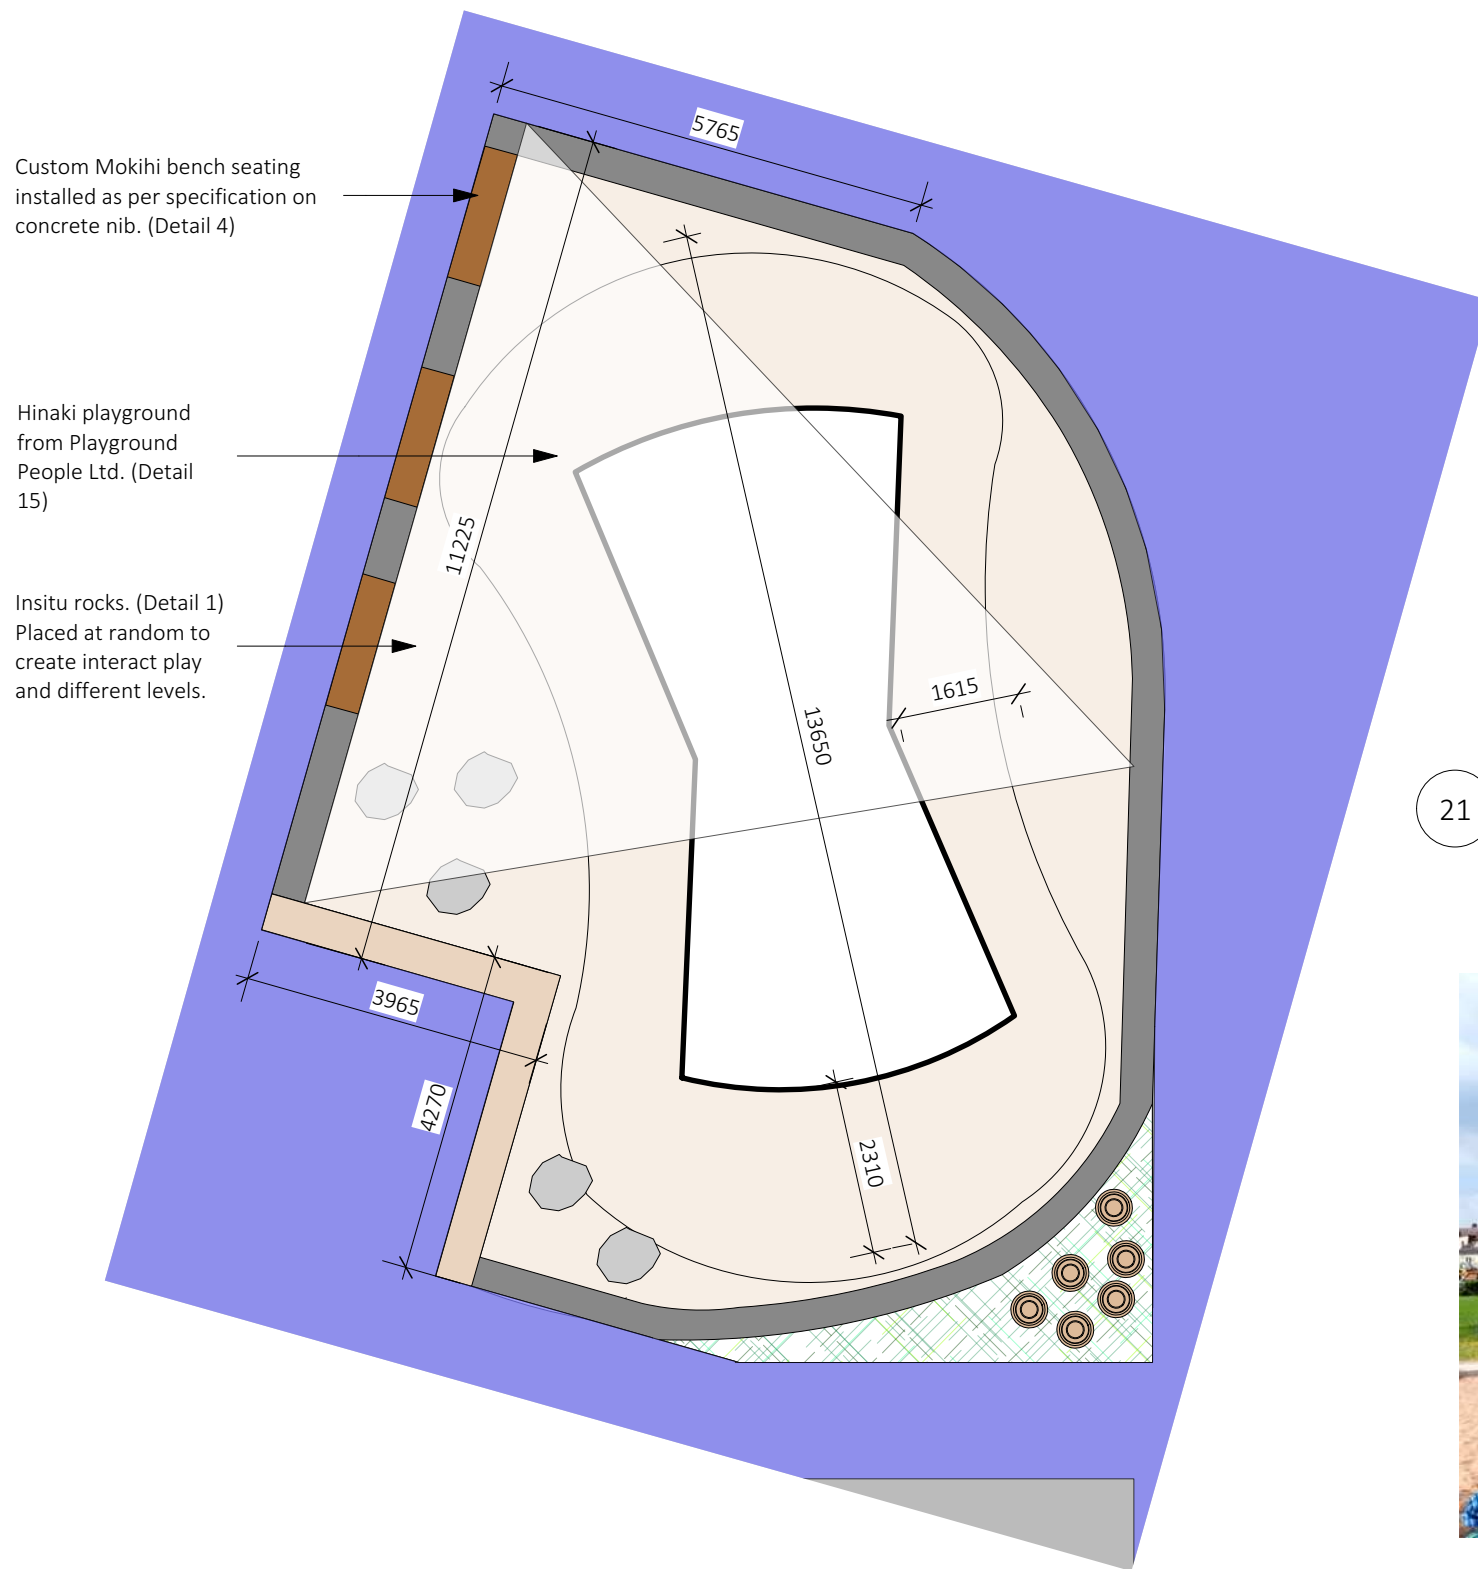 5765
Custom Mokihi bench seating
installed as per specification on
concrete nib. (Detail 4)
Hinaki playground
from Playground
People Ltd. (Detail
15)
11225
Insitu rocks. (Detail 1)
Placed at random to
create interact play
and different levels.
1615
13650
21
3965
4270
2310